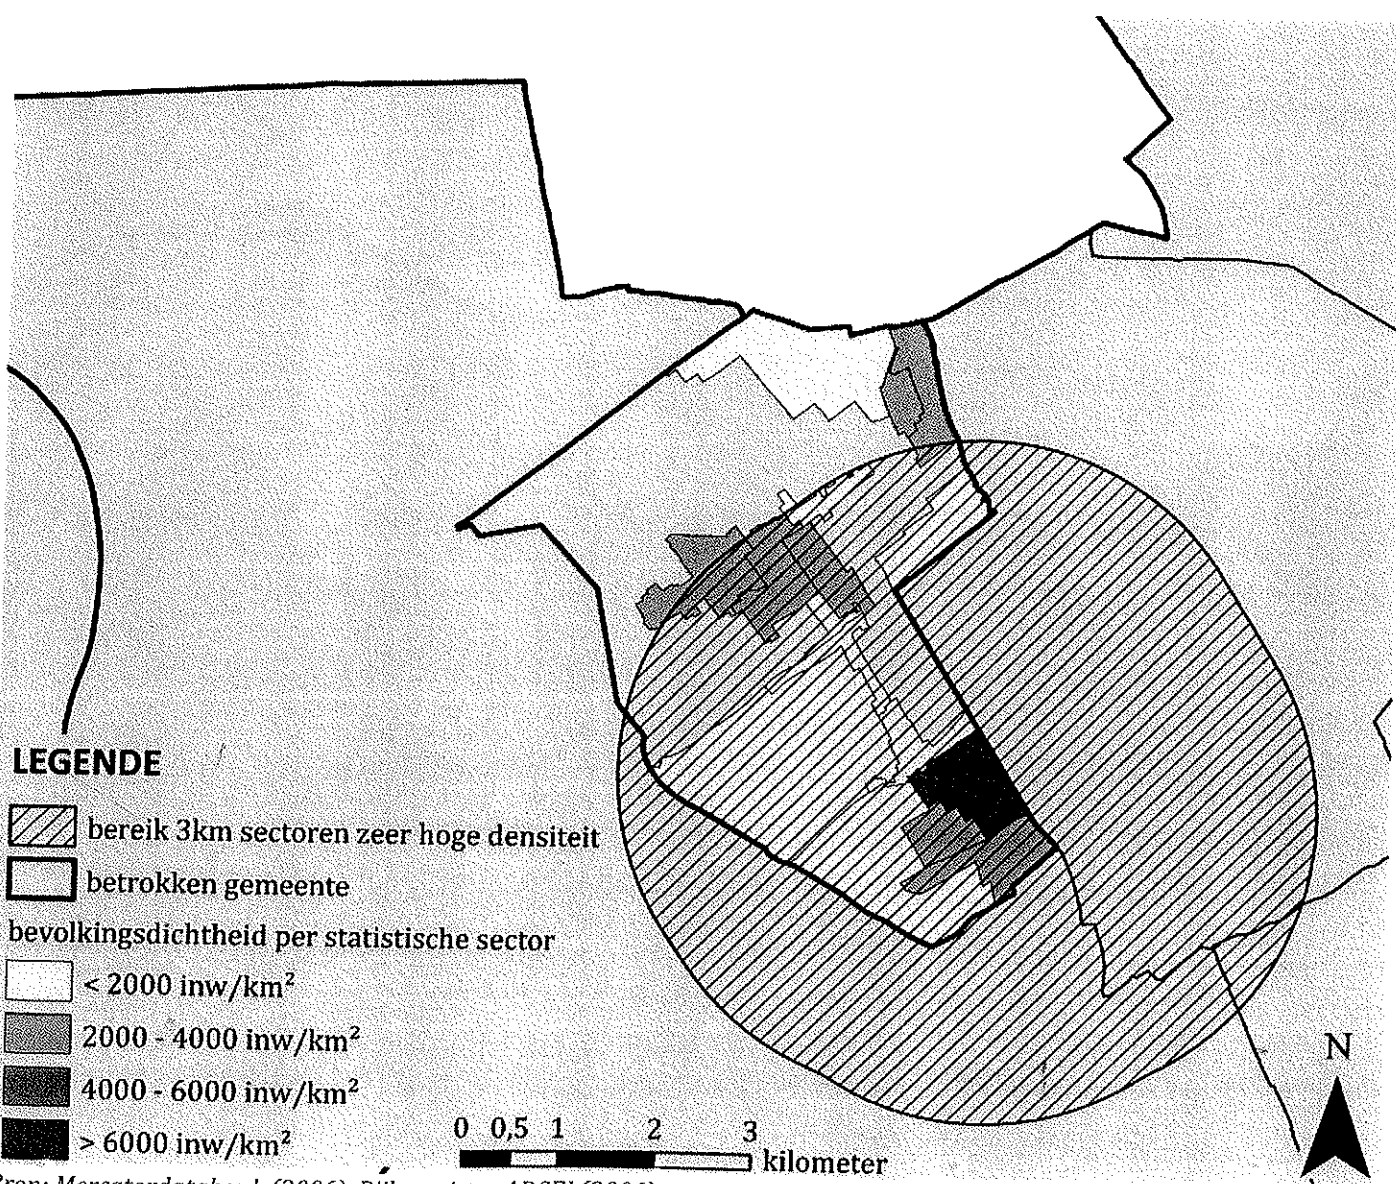 LEGENDE
bereik 3km sectoren zeer hoge densiteit
betrokken gemeente
bevolkingsdichtheid per statistische sector
< 2000 inw/km²
2000 - 4000 inw/km²
4000 - 6000 inw/km²
> 6000 inw/km²
0 0,5 1 2 3
kilometer
N